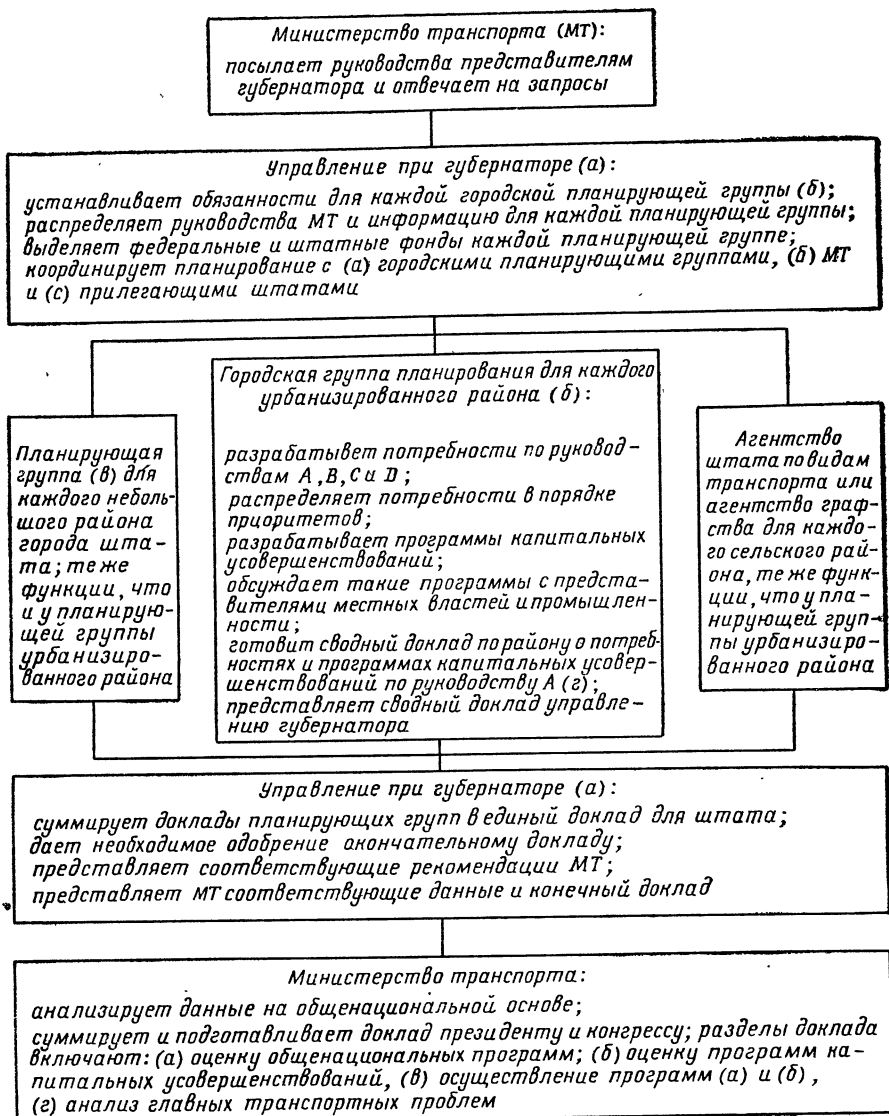 Министерство транспорта (МТ):
посылает руководства представителям
губернатора и отвечает на запросы
Управление при губернаторе (а):
устанавливает обязанности для каждой городской планирующей группы (б);
распределяет руководства МТ и информацию для каждой планирующей группы;
выделяет федеральные и штатные фонды каждой планирующей группе;
координирует планирование с (а) городскими планирующими группами, (б) МТ
и (с) прилегающими штатами
Планирующая
группа (в) для
каждого неболь-
шого района
города шта-
та; те же
функции, что
и у планирую-
щей группы
урбанизиро-
ванного района
Городская группа планирования для каждого
урбанизированного района (б):
разрабатывет потребности по руковод-
ствам A, B, C и D;
распределяет потребности в порядке
приоритетов;
разрабатывает программы капитальных
усовершенствований;
обсуждает такие программы с предста-
вителями местных властей и промышлен-
ности;
готовит сводный доклад по району о потреб-
ностях и программах капитальных усовер-
шенствований по руководству А (г);
представляет сводный доклад управле-
нию губернатора
Агентство
штата по видам
транспорта или
агентство граф-
ства для каждо-
го сельского рай-
она, те же функ-
ции, что у пла-
нирующей груп-
пы урбанизиро-
ванного района
Управление при губернаторе (а):
суммирует доклады планирующих групп в единый доклад для штата;
дает необходимое одобрение окончательному докладу;
представляет соответствующие рекомендации МТ;
представляет МТ соответствующие данные и конечный доклад
Министерство транспорта:
анализирует данные на общенациональной основе;
суммирует и подготавливает доклад президенту и конгрессу; разделы доклада
включают: (а) оценку общенациональных программ; (б) оценку программ ка-
питальных усовершенствований, (в) осуществление программ (а) и (б),
(г) анализ главных транспортных проблем